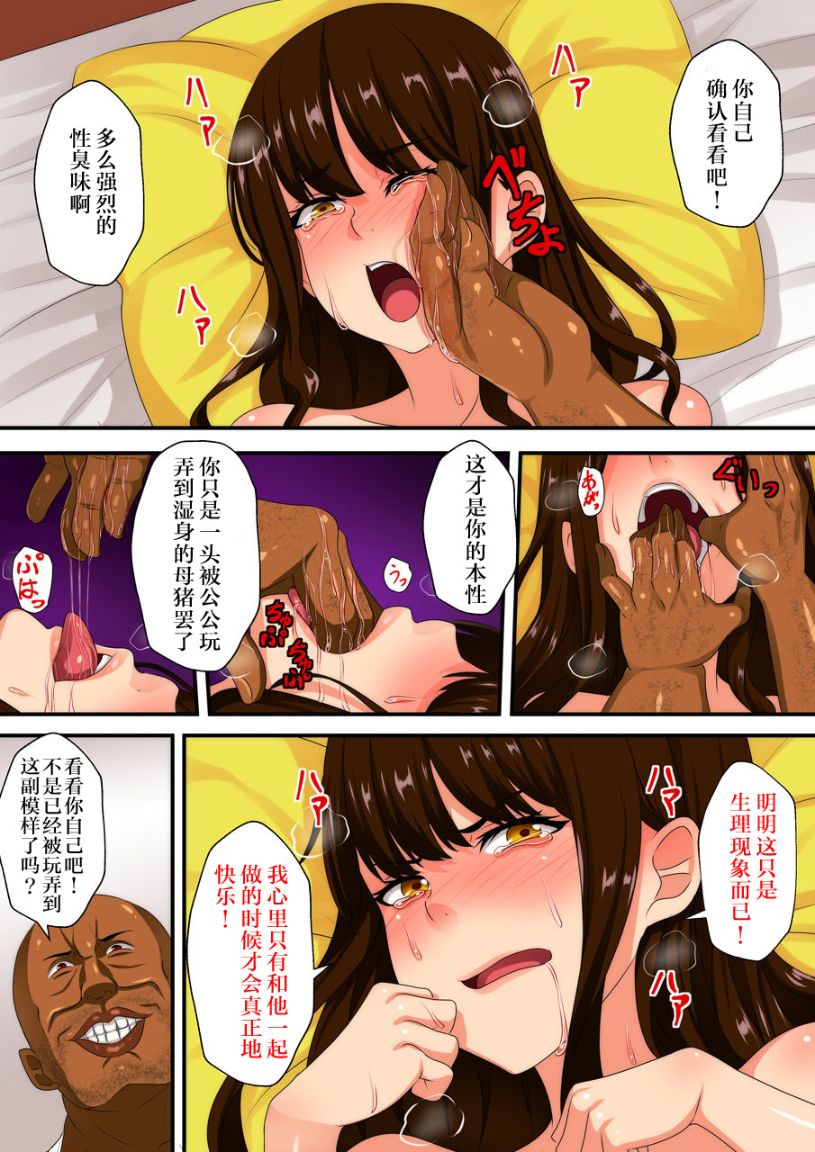 你自己
确认看看吧！
ハァ
ハァ
べちょ
多么强烈的
性臭味啊
ハァ
ぐいっ
あがっ
这才是你的本性
うっ
ちゅぷ
ちゅぷ
你只是一头被公公玩
弄到湿身的母猪罢了
ぷはっ
明明这只是
生理现象而已！
ハァ
ハァ
ハァ
我心里只有和他一起
做的时候才会真正地
快乐！
看看你自己吧！
不是已经被玩弄到
这副模样了吗？